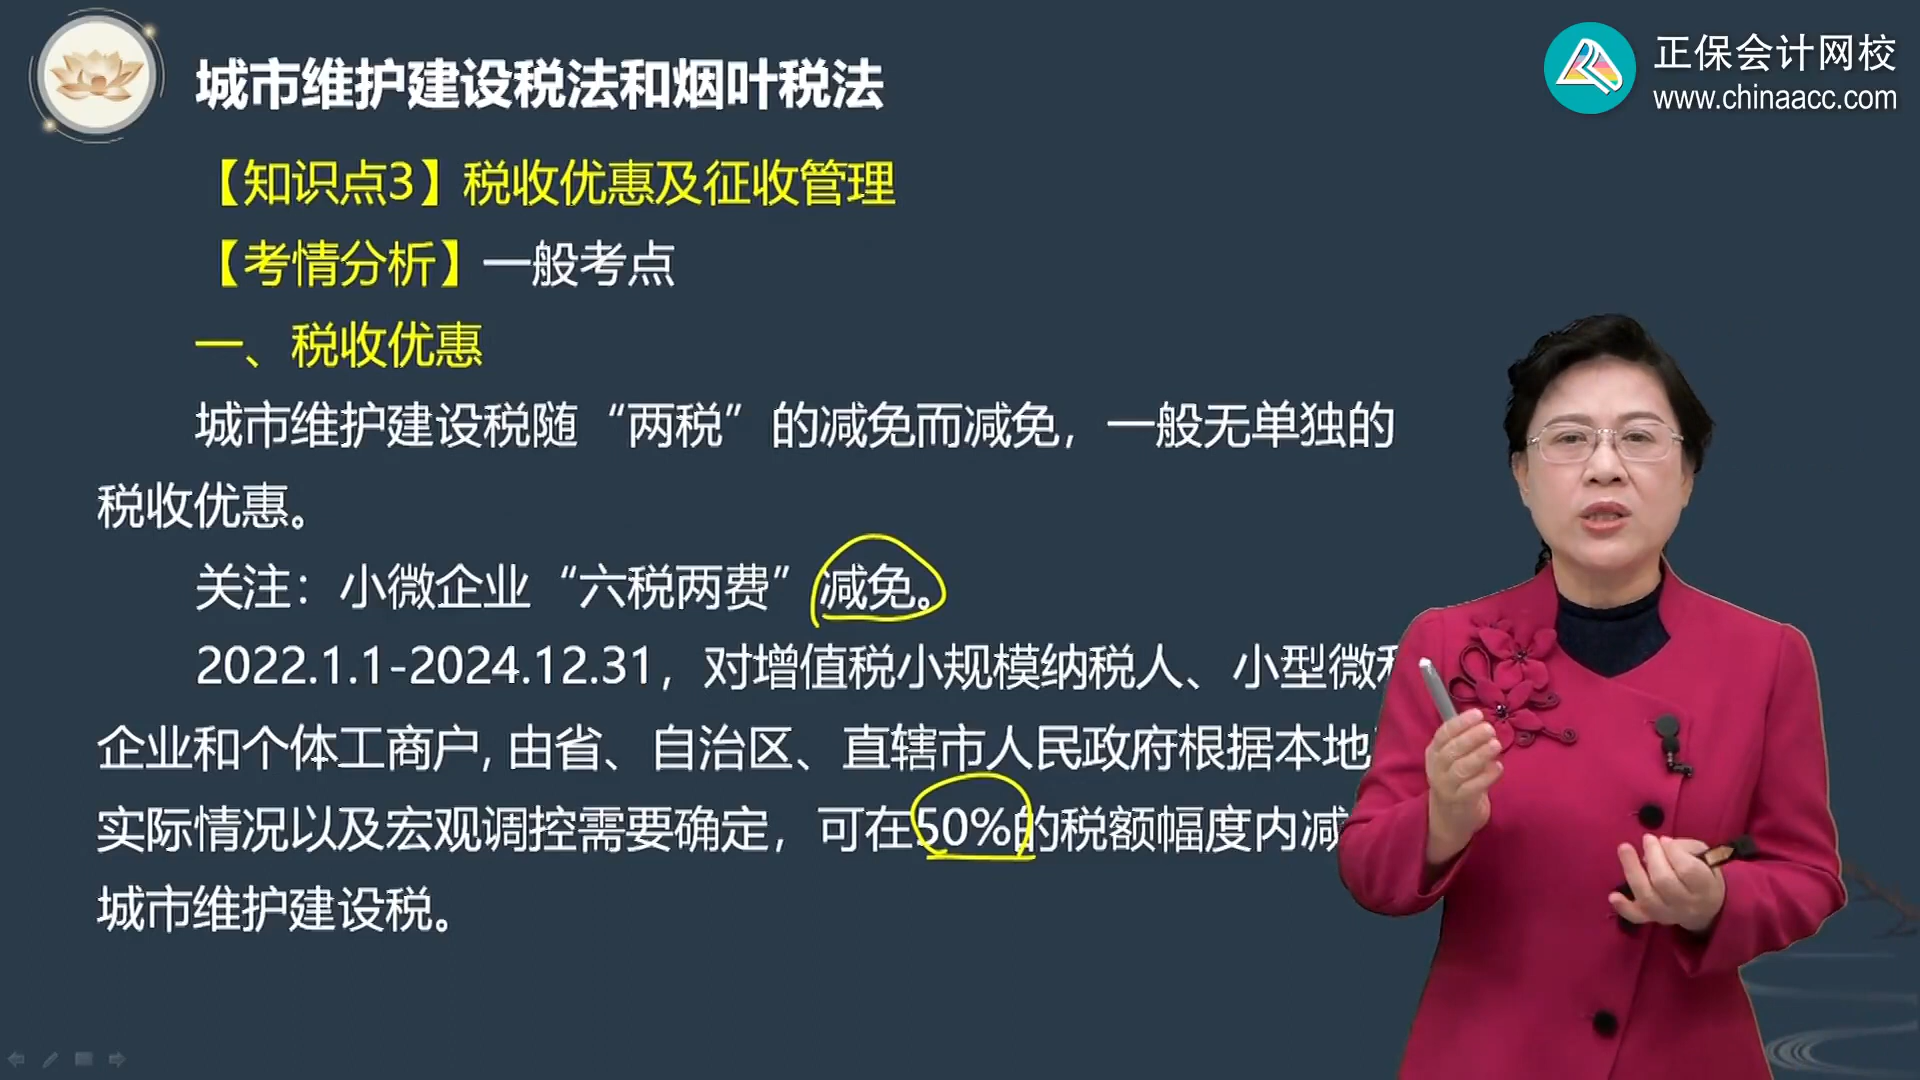 城市维护建设税法和烟叶税法
正保会计网校
www.chinaacc.com
【知识点3】税收优惠及征收管理
【考情分析】一般考点
一、税收优惠
城市维护建设税随“两税”的减免而减免，一般无单独的
税收优惠。
关注：小微企业“六税两费”减免。
2022.1.1-2024.12.31，对增值税小规模纳税人、小型微
企业和个体工商户, 由省、自治区、直辖市人民政府根据本地
实际情况以及宏观调控需要确定，可在50%的税额幅度内减
城市维护建设税。